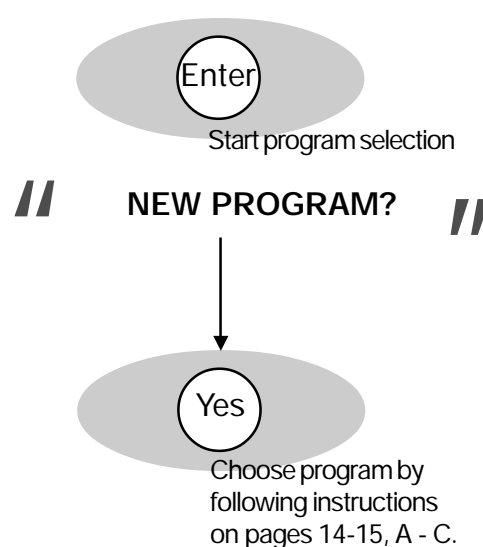 Enter
Start program selection
" NEW PROGRAM? "
Yes
Choose program by
following instructions
on pages 14-15, A - C.